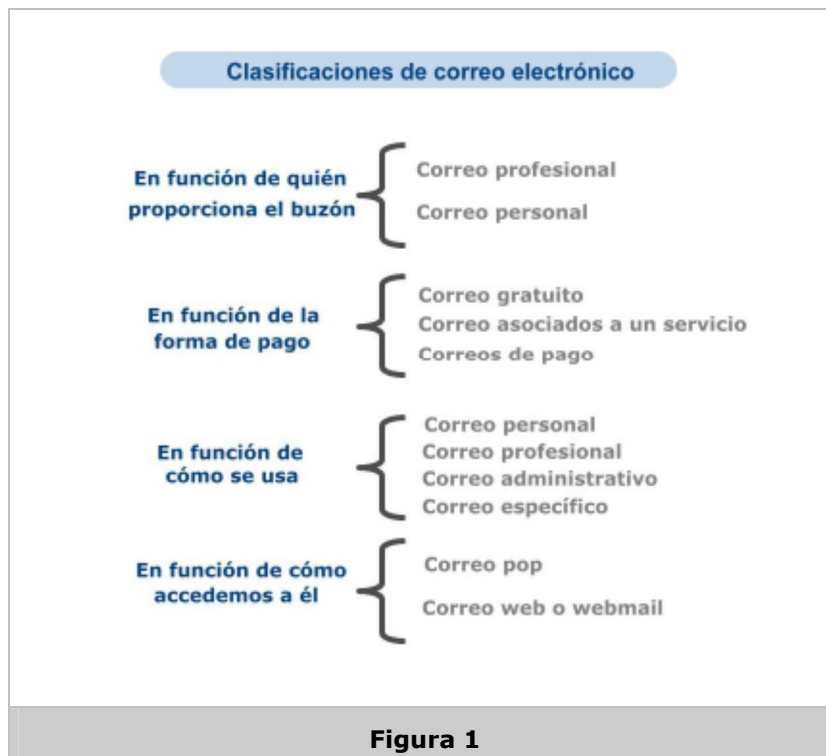 Clasificaciones de correo electrónico
En función de quién
proporciona el buzón
Correo profesional
Correo personal
En función de la
forma de pago
Correo gratuito
Correo asociados a un servicio
Correos de pago
En función de
cómo se usa
Correo personal
Correo profesional
Correo administrativo
Correo específico
En función de cómo
accedemos a él
Correo pop
Correo web o webmail
Figura 1